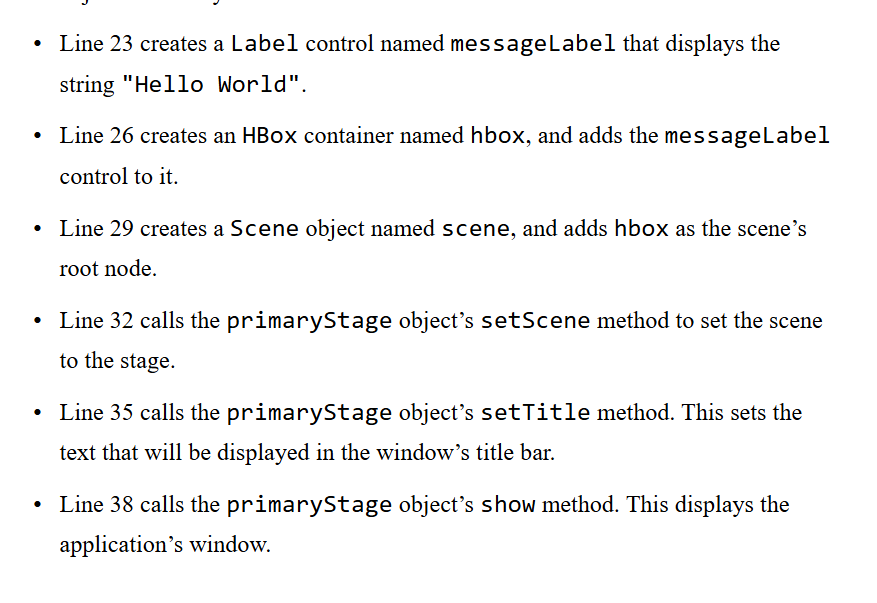 • Line 23 creates a Label control named messageLabel that displays the
string "Hello World".
• Line 26 creates an HBox container named hbox, and adds the messageLabel
control to it.
• Line 29 creates a Scene object named scene, and adds hbox as the scene’s
root node.
• Line 32 calls the primaryStage object’s setScene method to set the scene
to the stage.
• Line 35 calls the primaryStage object’s setTitle method. This sets the
text that will be displayed in the window’s title bar.
• Line 38 calls the primaryStage object’s show method. This displays the
application’s window.